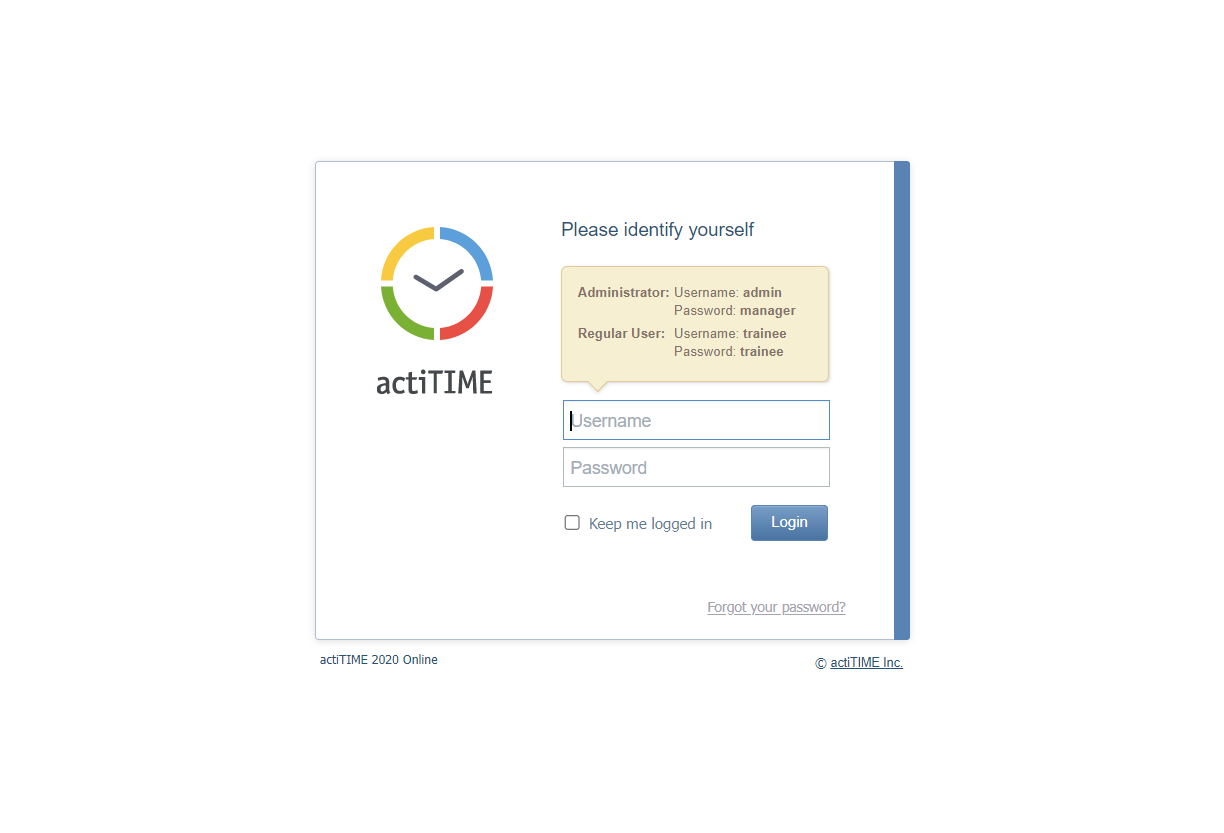 Please identify yourself
Administrator: Username: admin
Password: manager
Regular User: Username: trainee
Password: trainee
actiTIME
Username
Password
Keep me logged in
Login
Forgot your password?
actiTIME 2020 Online
© actiTIME Inc.